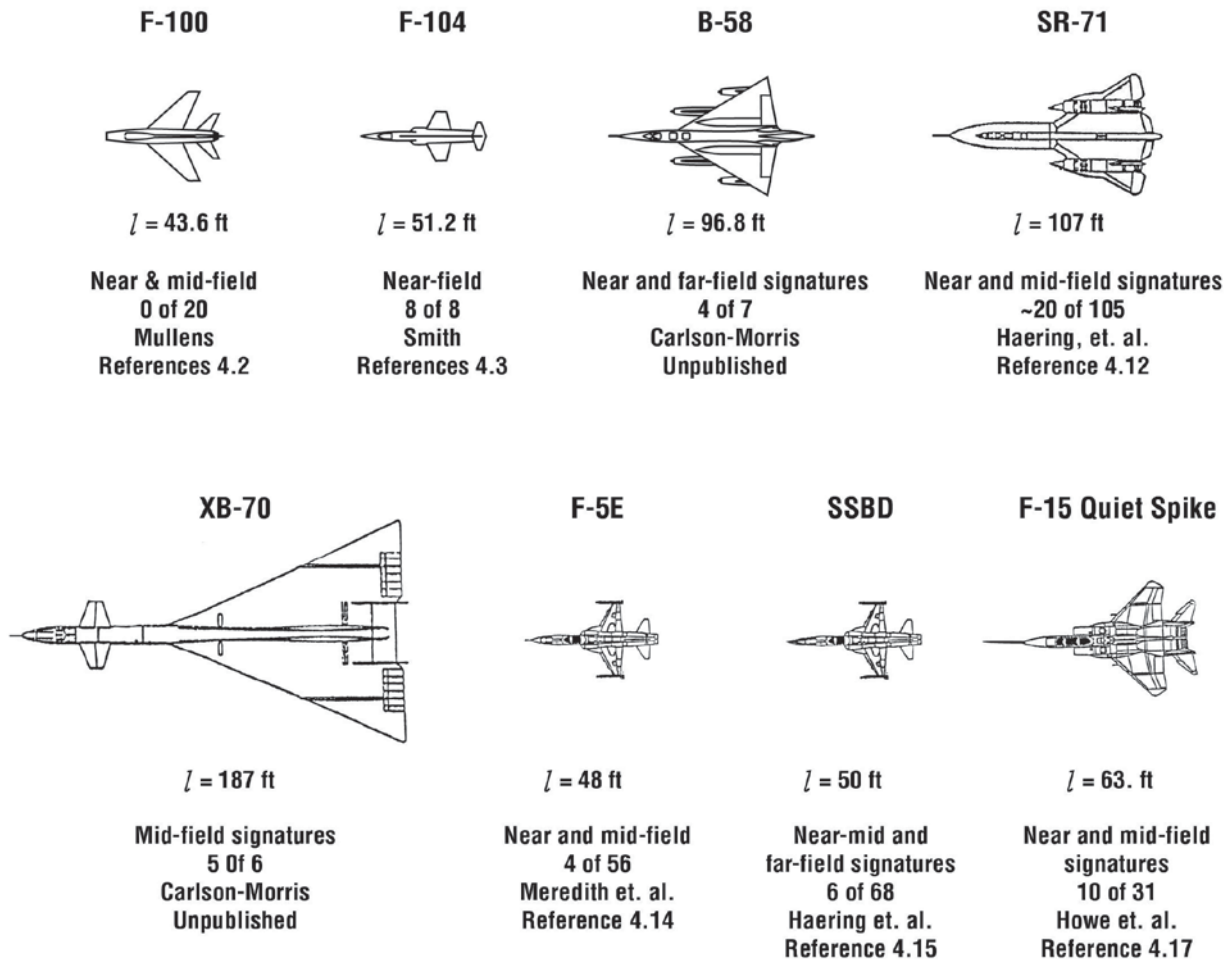 F-100
l = 43.6 ft
Near & mid-field
0 of 20
Mullens
References 4.2
F-104
l = 51.2 ft
Near-field
8 of 8
Smith
References 4.3
B-58
l = 96.8 ft
Near and far-field signatures
4 of 7
Carlson-Morris
Unpublished
SR-71
l = 107 ft
Near and mid-field signatures
~20 of 105
Haering, et. al.
Reference 4.12
XB-70
l = 187 ft
Mid-field signatures
5 0f 6
Carlson-Morris
Unpublished
F-5E
l = 48 ft
Near and mid-field
4 of 56
Meredith et. al.
Reference 4.14
SSBD
l = 50 ft
Near-mid and
far-field signatures
6 of 68
Haering et. al.
Reference 4.15
F-15 Quiet Spike
l = 63. ft
Near and mid-field
signatures
10 of 31
Howe et. al.
Reference 4.17